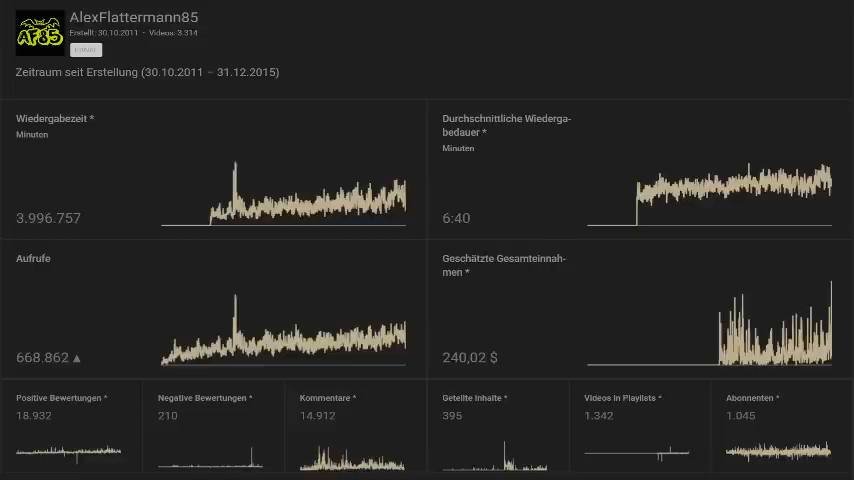 AF85
AlexFlattermann85
Erstellt: 30.10.2011 • Videos: 3.314
Zeitraum seit Erstellung (30.10.2011 – 31.12.2015)
Wiedergabezeit *
Minuten
3.996.757
Durchschnittliche Wiederga-
bedauer *
Minuten
6:40
Aufrufe
668.862
Geschätzte Gesamteinnah-
men *
240,02 $
Positive Bewertungen *
18.932
Negative Bewertungen *
210
Kommentare *
14.912
Geteilte Inhalte *
395
Videos in Playlists *
1.342
Abonnenten *
1.045